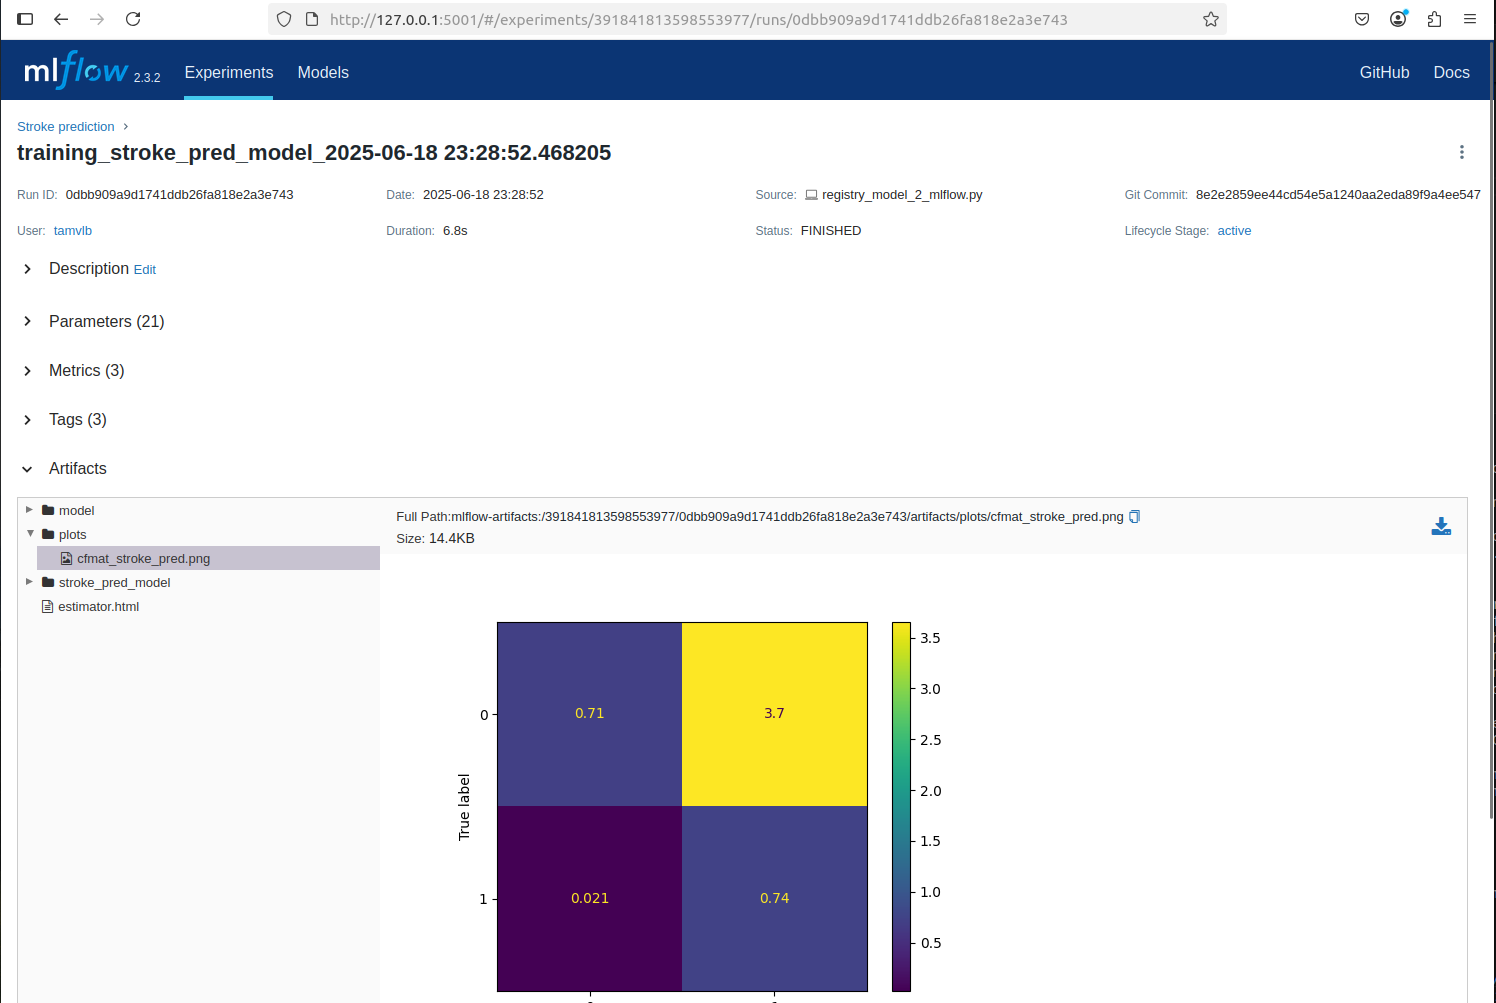 http://127.0.0.1:5001/#/experiments/391841813598553977/runs/0dbb909a9d1741ddb26fa818e2a3e743
mlflow 2.3.2 Experiments Models GitHub Docs
Stroke prediction ›
training_stroke_pred_model_2025-06-18 23:28:52.468205
Run ID: 0dbb909a9d1741ddb26fa818e2a3e743 Date: 2025-06-18 23:28:52 Source: registry_model_2_mlflow.py Git Commit: 8e2e2859ee44cd54e5a1240aa2eda89f9a4ee547
User: tamvlb Duration: 6.8s Status: FINISHED Lifecycle Stage: active
Description Edit
Parameters (21)
Metrics (3)
Tags (3)
Artifacts
model
plots
cfmat_stroke_pred.png
stroke_pred_model
estimator.html
Full Path:mlflow-artifacts:/391841813598553977/0dbb909a9d1741ddb26fa818e2a3e743/artifacts/plots/cfmat_stroke_pred.png
Size: 14.4KB
True label
0
1
0.71
3.7
0.021
0.74
3.5
3.0
2.5
2.0
1.5
1.0
0.5